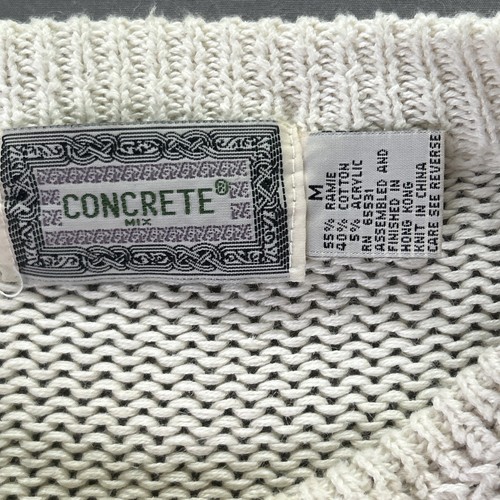 CONCRETE®
MIX
M
55% RAMIE
40% COTTON
5% ACRYLIC
RN 65531
ASSEMBLED AND
FINISHED IN
HONG KONG
KNIT IN CHINA
CARE SEE REVERSE